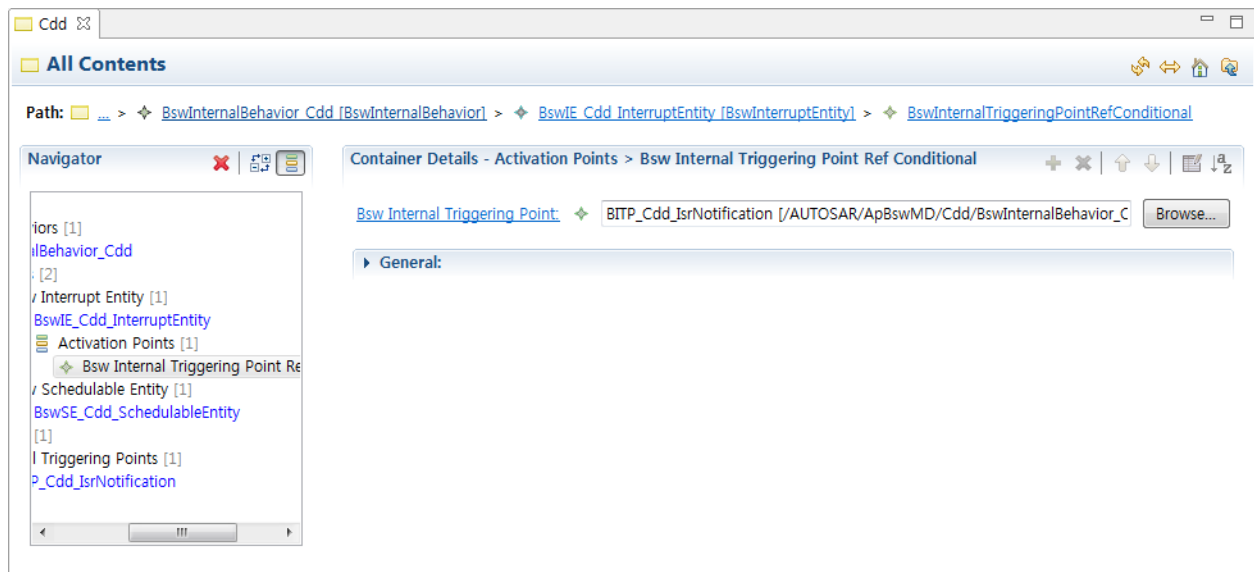 Cdd
All Contents
Path: ... > BswInternalBehavior_Cdd [BswInternalBehavior] > BswIE_Cdd_InterruptEntity [BswInterruptEntity] > BswInternalTriggeringPointRefConditional
Navigator
iors [1]
alBehavior_Cdd
s [2]
v Interrupt Entity [1]
BswIE_Cdd_InterruptEntity
Activation Points [1]
Bsw Internal Triggering Point Re
v Schedulable Entity [1]
BswSE_Cdd_SchedulableEntity
[1]
l Triggering Points [1]
P_Cdd_IsrNotification
Container Details - Activation Points > Bsw Internal Triggering Point Ref Conditional
Bsw Internal Triggering Point: BITP_Cdd_IsrNotification [/AUTOSAR/ApBswMD/Cdd/BswInternalBehavior_C Browse...
General: